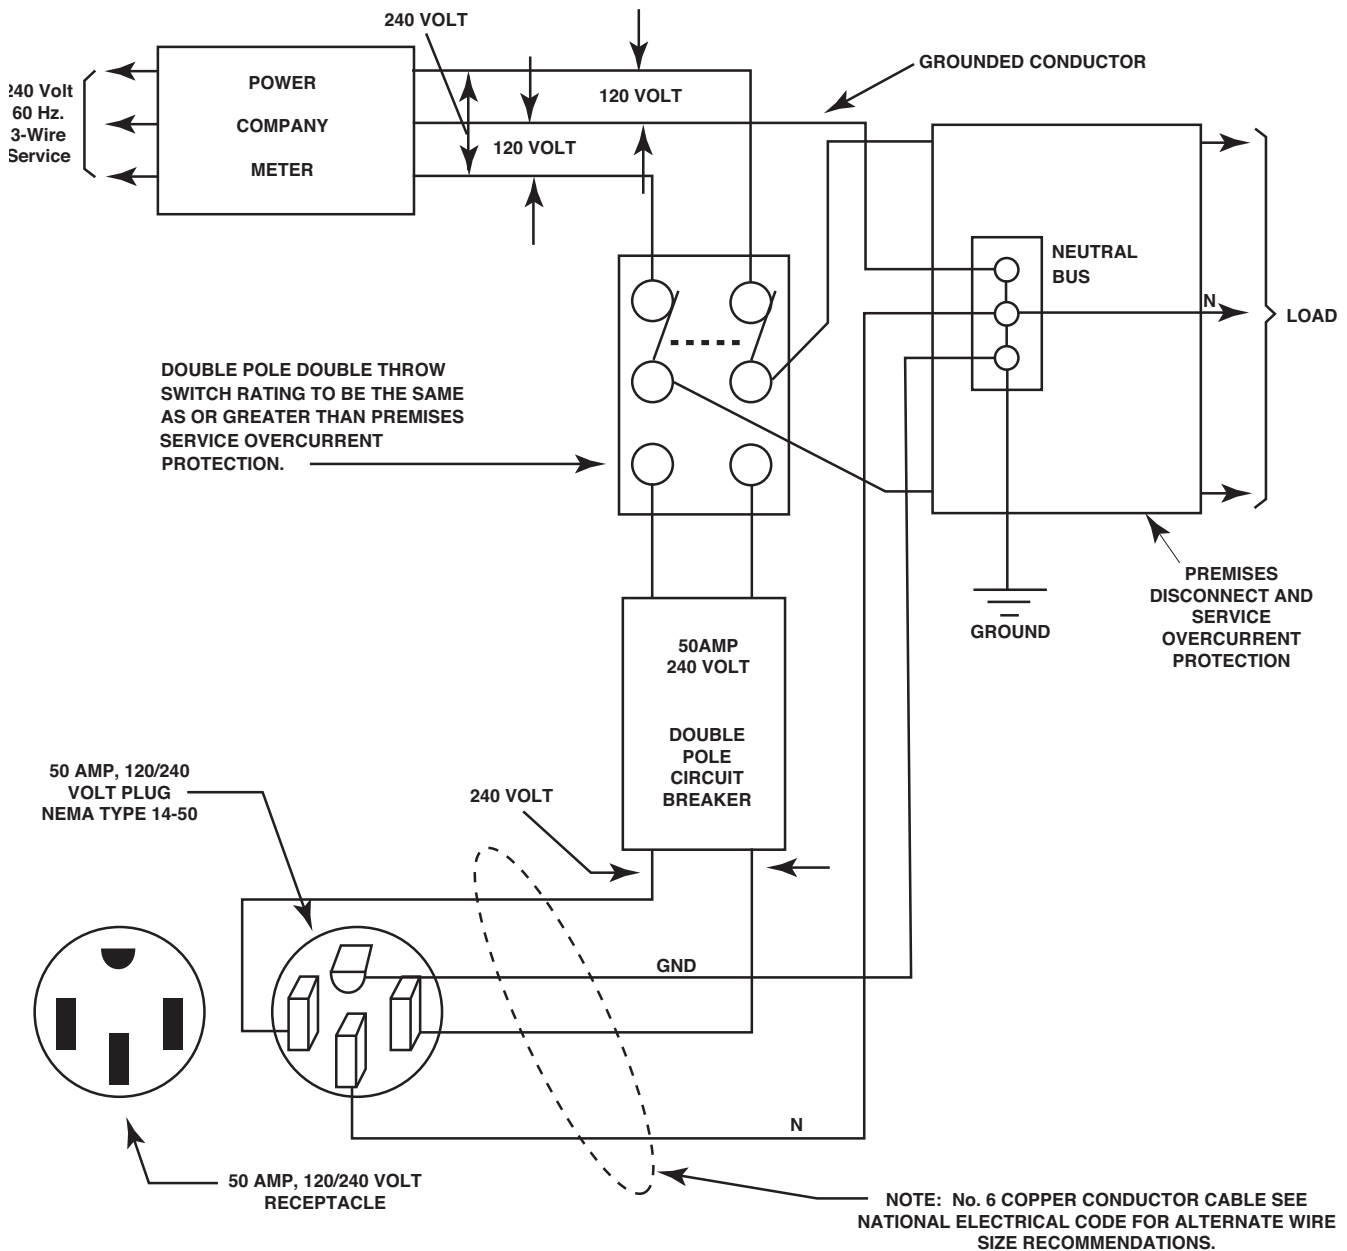 240 VOLT
GROUNDED CONDUCTOR
POWER
COMPANY
METER
240 Volt
60 Hz.
3-Wire
Service
120 VOLT
120 VOLT
NEUTRAL
BUS
N
LOAD
DOUBLE POLE DOUBLE THROW
SWITCH RATING TO BE THE SAME
AS OR GREATER THAN PREMISES
SERVICE OVERCURRENT
PROTECTION.
GROUND
PREMISES
DISCONNECT AND
SERVICE
OVERCURRENT
PROTECTION
50AMP
240 VOLT
DOUBLE
POLE
CIRCUIT
BREAKER
50 AMP, 120/240
VOLT PLUG
NEMA TYPE 14-50
240 VOLT
GND
N
50 AMP, 120/240 VOLT
RECEPTACLE
NOTE: No. 6 COPPER CONDUCTOR CABLE SEE
NATIONAL ELECTRICAL CODE FOR ALTERNATE WIRE
SIZE RECOMMENDATIONS.